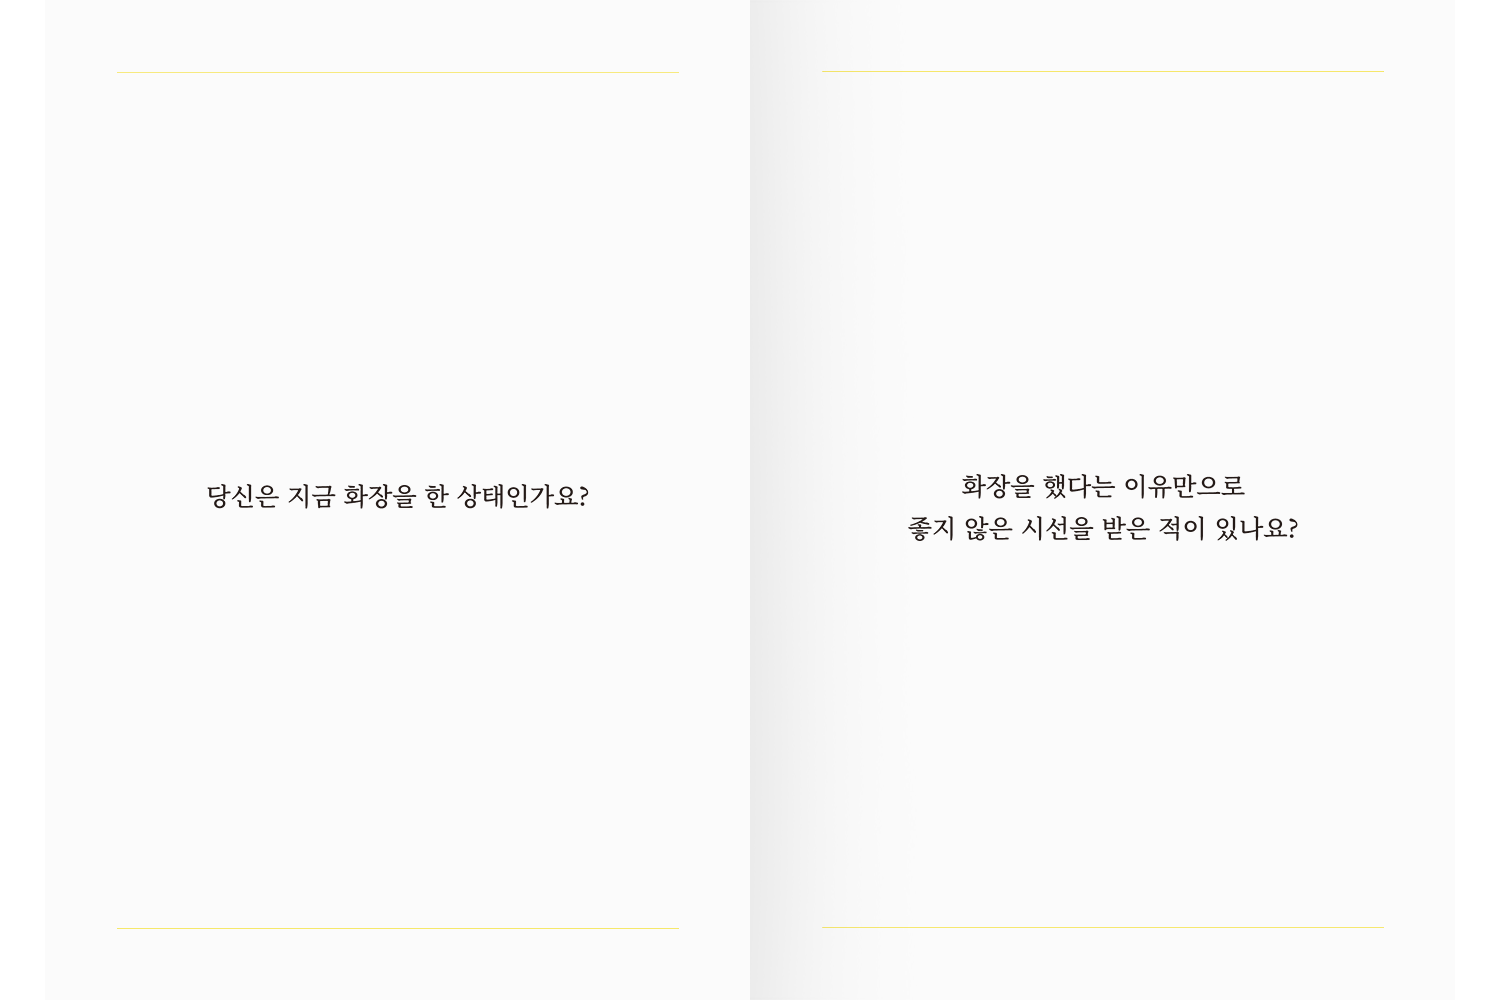 당신은 지금 화장을 한 상태인가요?
화장을 했다는 이유만으로
좋지 않은 시선을 받은 적이 있나요?